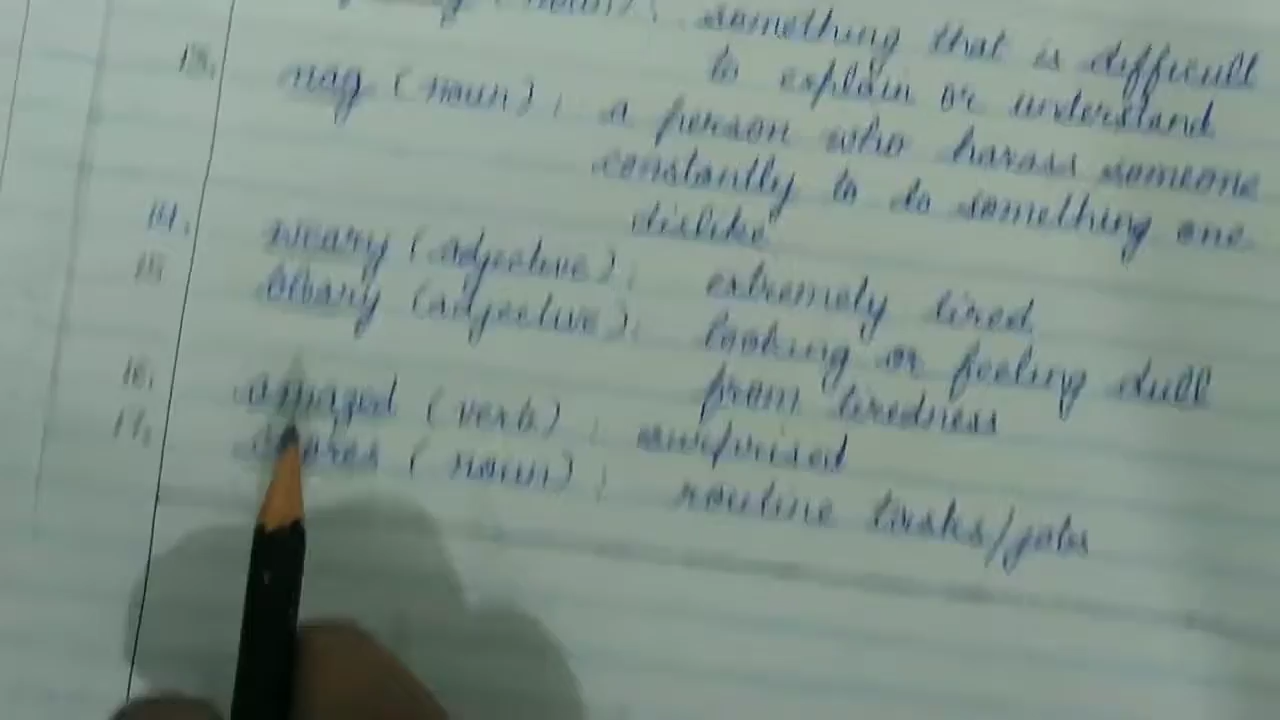 (noun): something that is difficult
to explain or understand
13. nag (noun): a person who harass someone
constantly to do something one
dislike
14. weary (adjective): extremely tired
15 bleary (adjective): looking or feeling dull
from tiredness
16. amazed (verb): surprised
17. chores (noun): routine tasks/jobs